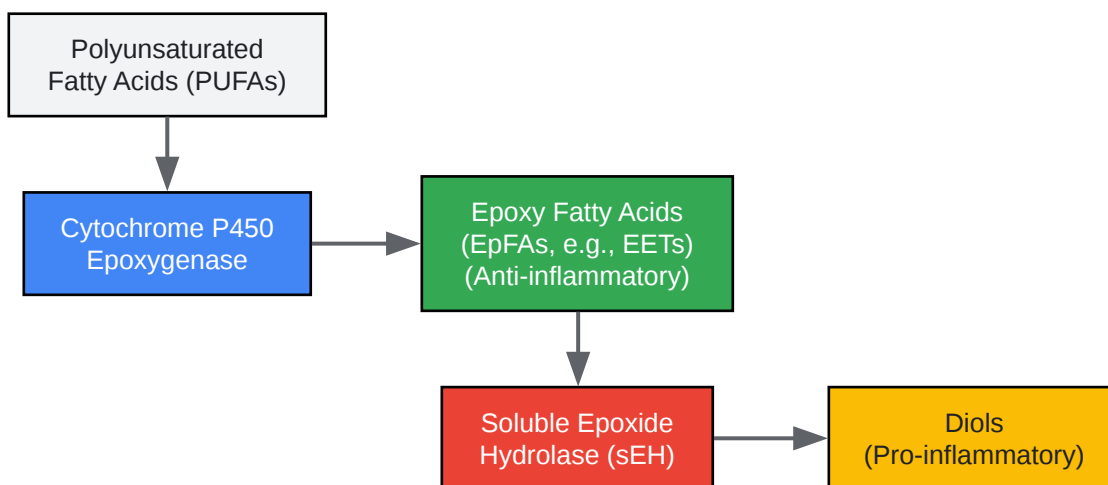 Polyunsaturated
Fatty Acids (PUFAs)
Cytochrome P450
Epoxygenase
Epoxy Fatty Acids
(EpFAs, e.g., EETs)
(Anti-inflammatory)
Soluble Epoxide
Hydrolase (sEH)
Diols
(Pro-inflammatory)